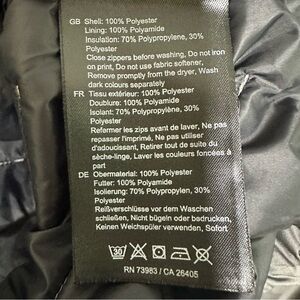 GB Shell: 100% Polyester
Lining: 100% Polyamide
Insulation: 70% Polypropylene, 30%
Polyester
Close zippers before washing, Do not iron
on print, Do not use fabric softener,
Remove promptly from the dryer, Wash
dark colours separately
FR Tissu extérieur: 100% Polyester
Doublure: 100% Polyamide
Isolant: 70% Polypropylène, 30%
Polyester
Reformer les zips avant de laver, Ne pas
repasser l'imprimé, Ne pas utiliser
d'adoucissant, Retirer tout de suite du
sèche-linge, Laver les couleurs foncées à
part
DE Obermaterial: 100% Polyester
Futter: 100% Polyamide
Isolierung: 70% Polypropylen, 30%
Polyester
Reißverschlüsse vor dem Waschen
schließen, Nicht bügeln oder bedrucken,
Keinen Weichspüler verwenden, Sofort
30
RN 73983 / CA 26405